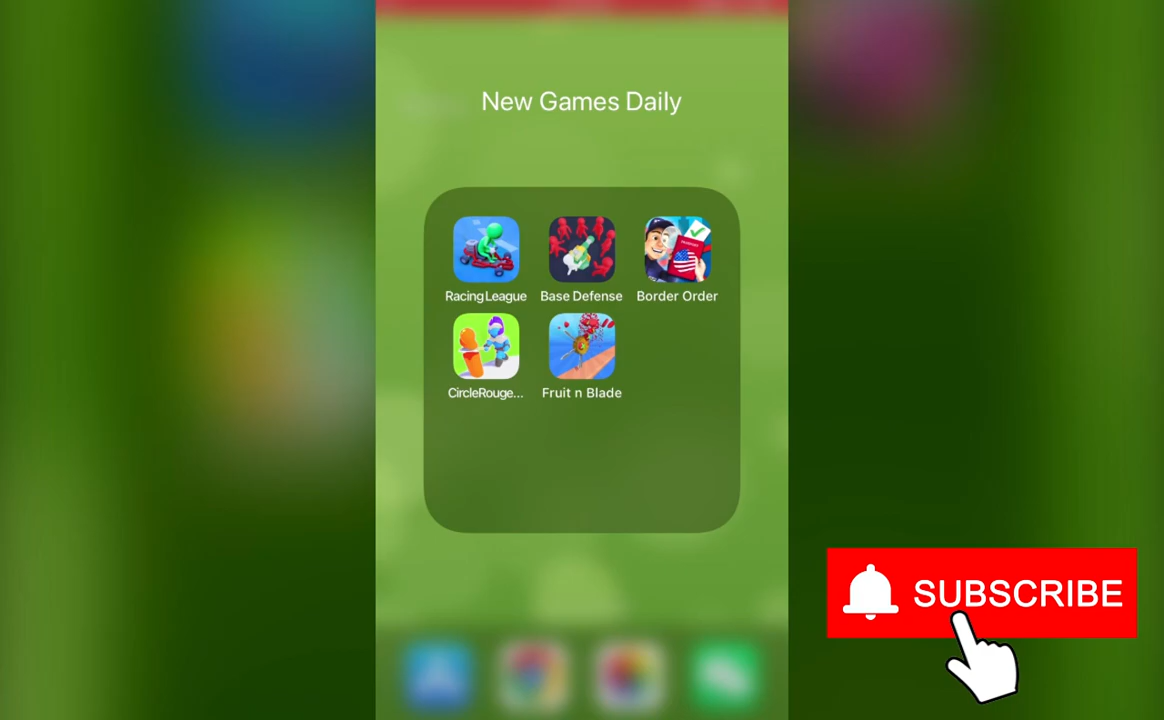 New Games Daily
Racing League
Base Defense
Border Order
CircleRouge...
Fruit n Blade
SUBSCRIBE